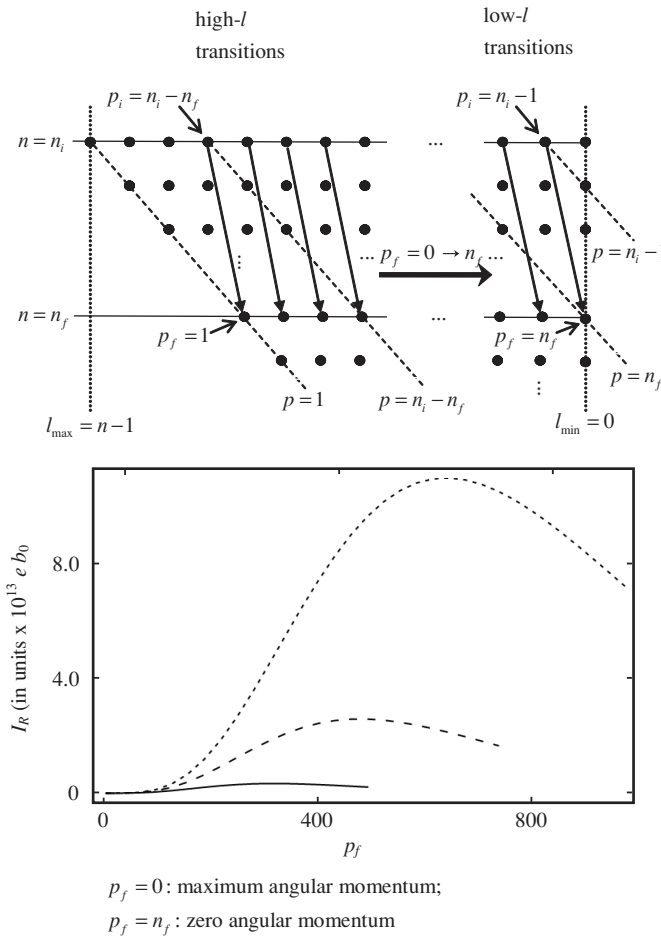 high-l
transitions
low-l
transitions
p_i = n_i − n_f
p_i = n_i − 1
n = n_i
...
... p_f = 0 → n_f ...
p = n_i −
n = n_f
...
p_f = 1
p_f = n_f
p = 1
p = n_i − n_f
p = n_f
l_max = n−1
l_min = 0
I_R (in units x 10^13 e b_0)
8.0
4.0
0
0
400
800
p_f
p_f = 0 : maximum angular momentum;
p_f = n_f : zero angular momentum